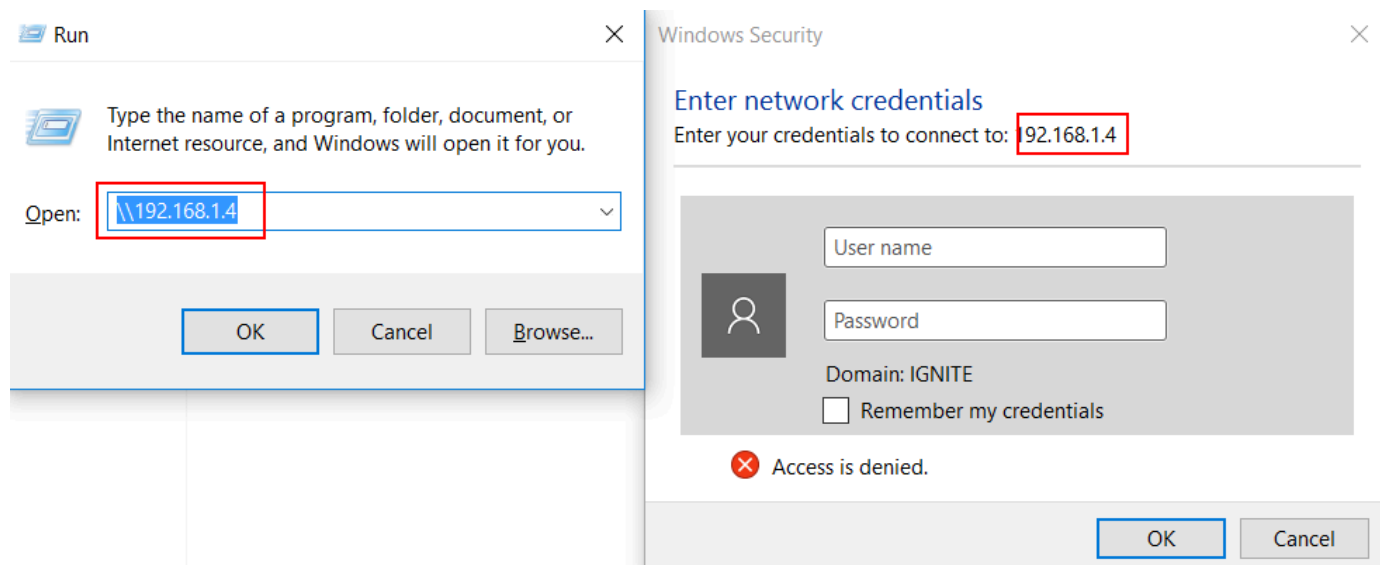 Run
Type the name of a program, folder, document, or
Internet resource, and Windows will open it for you.
Open: \\192.168.1.4
OK Cancel Browse...
Windows Security
Enter network credentials
Enter your credentials to connect to: 192.168.1.4
User name
Password
Domain: IGNITE
Remember my credentials
Access is denied.
OK Cancel